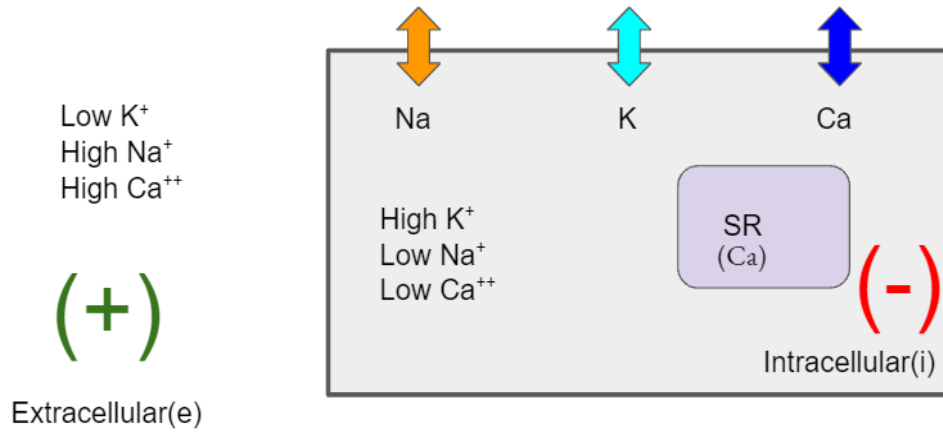 Na
K
Ca
Low K⁺
High Na⁺
High Ca⁺⁺
High K⁺
Low Na⁺
Low Ca⁺⁺
SR
(Ca)
(+)
(-)
Intracellular(i)
Extracellular(e)